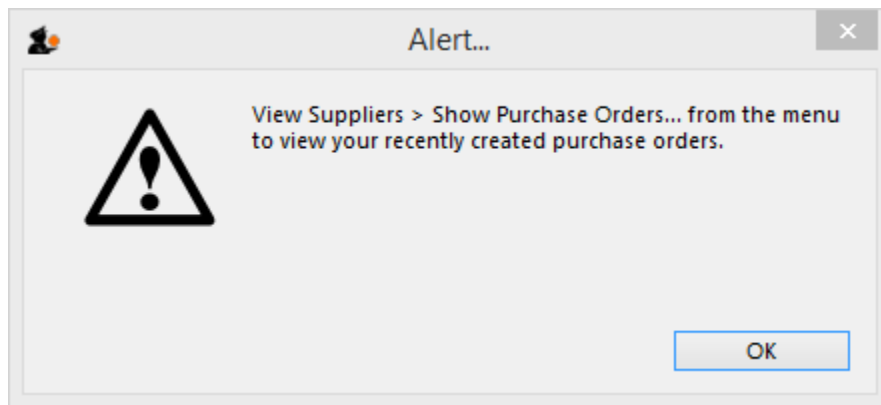 Alert...
View Suppliers > Show Purchase Orders... from the menu
to view your recently created purchase orders.
OK